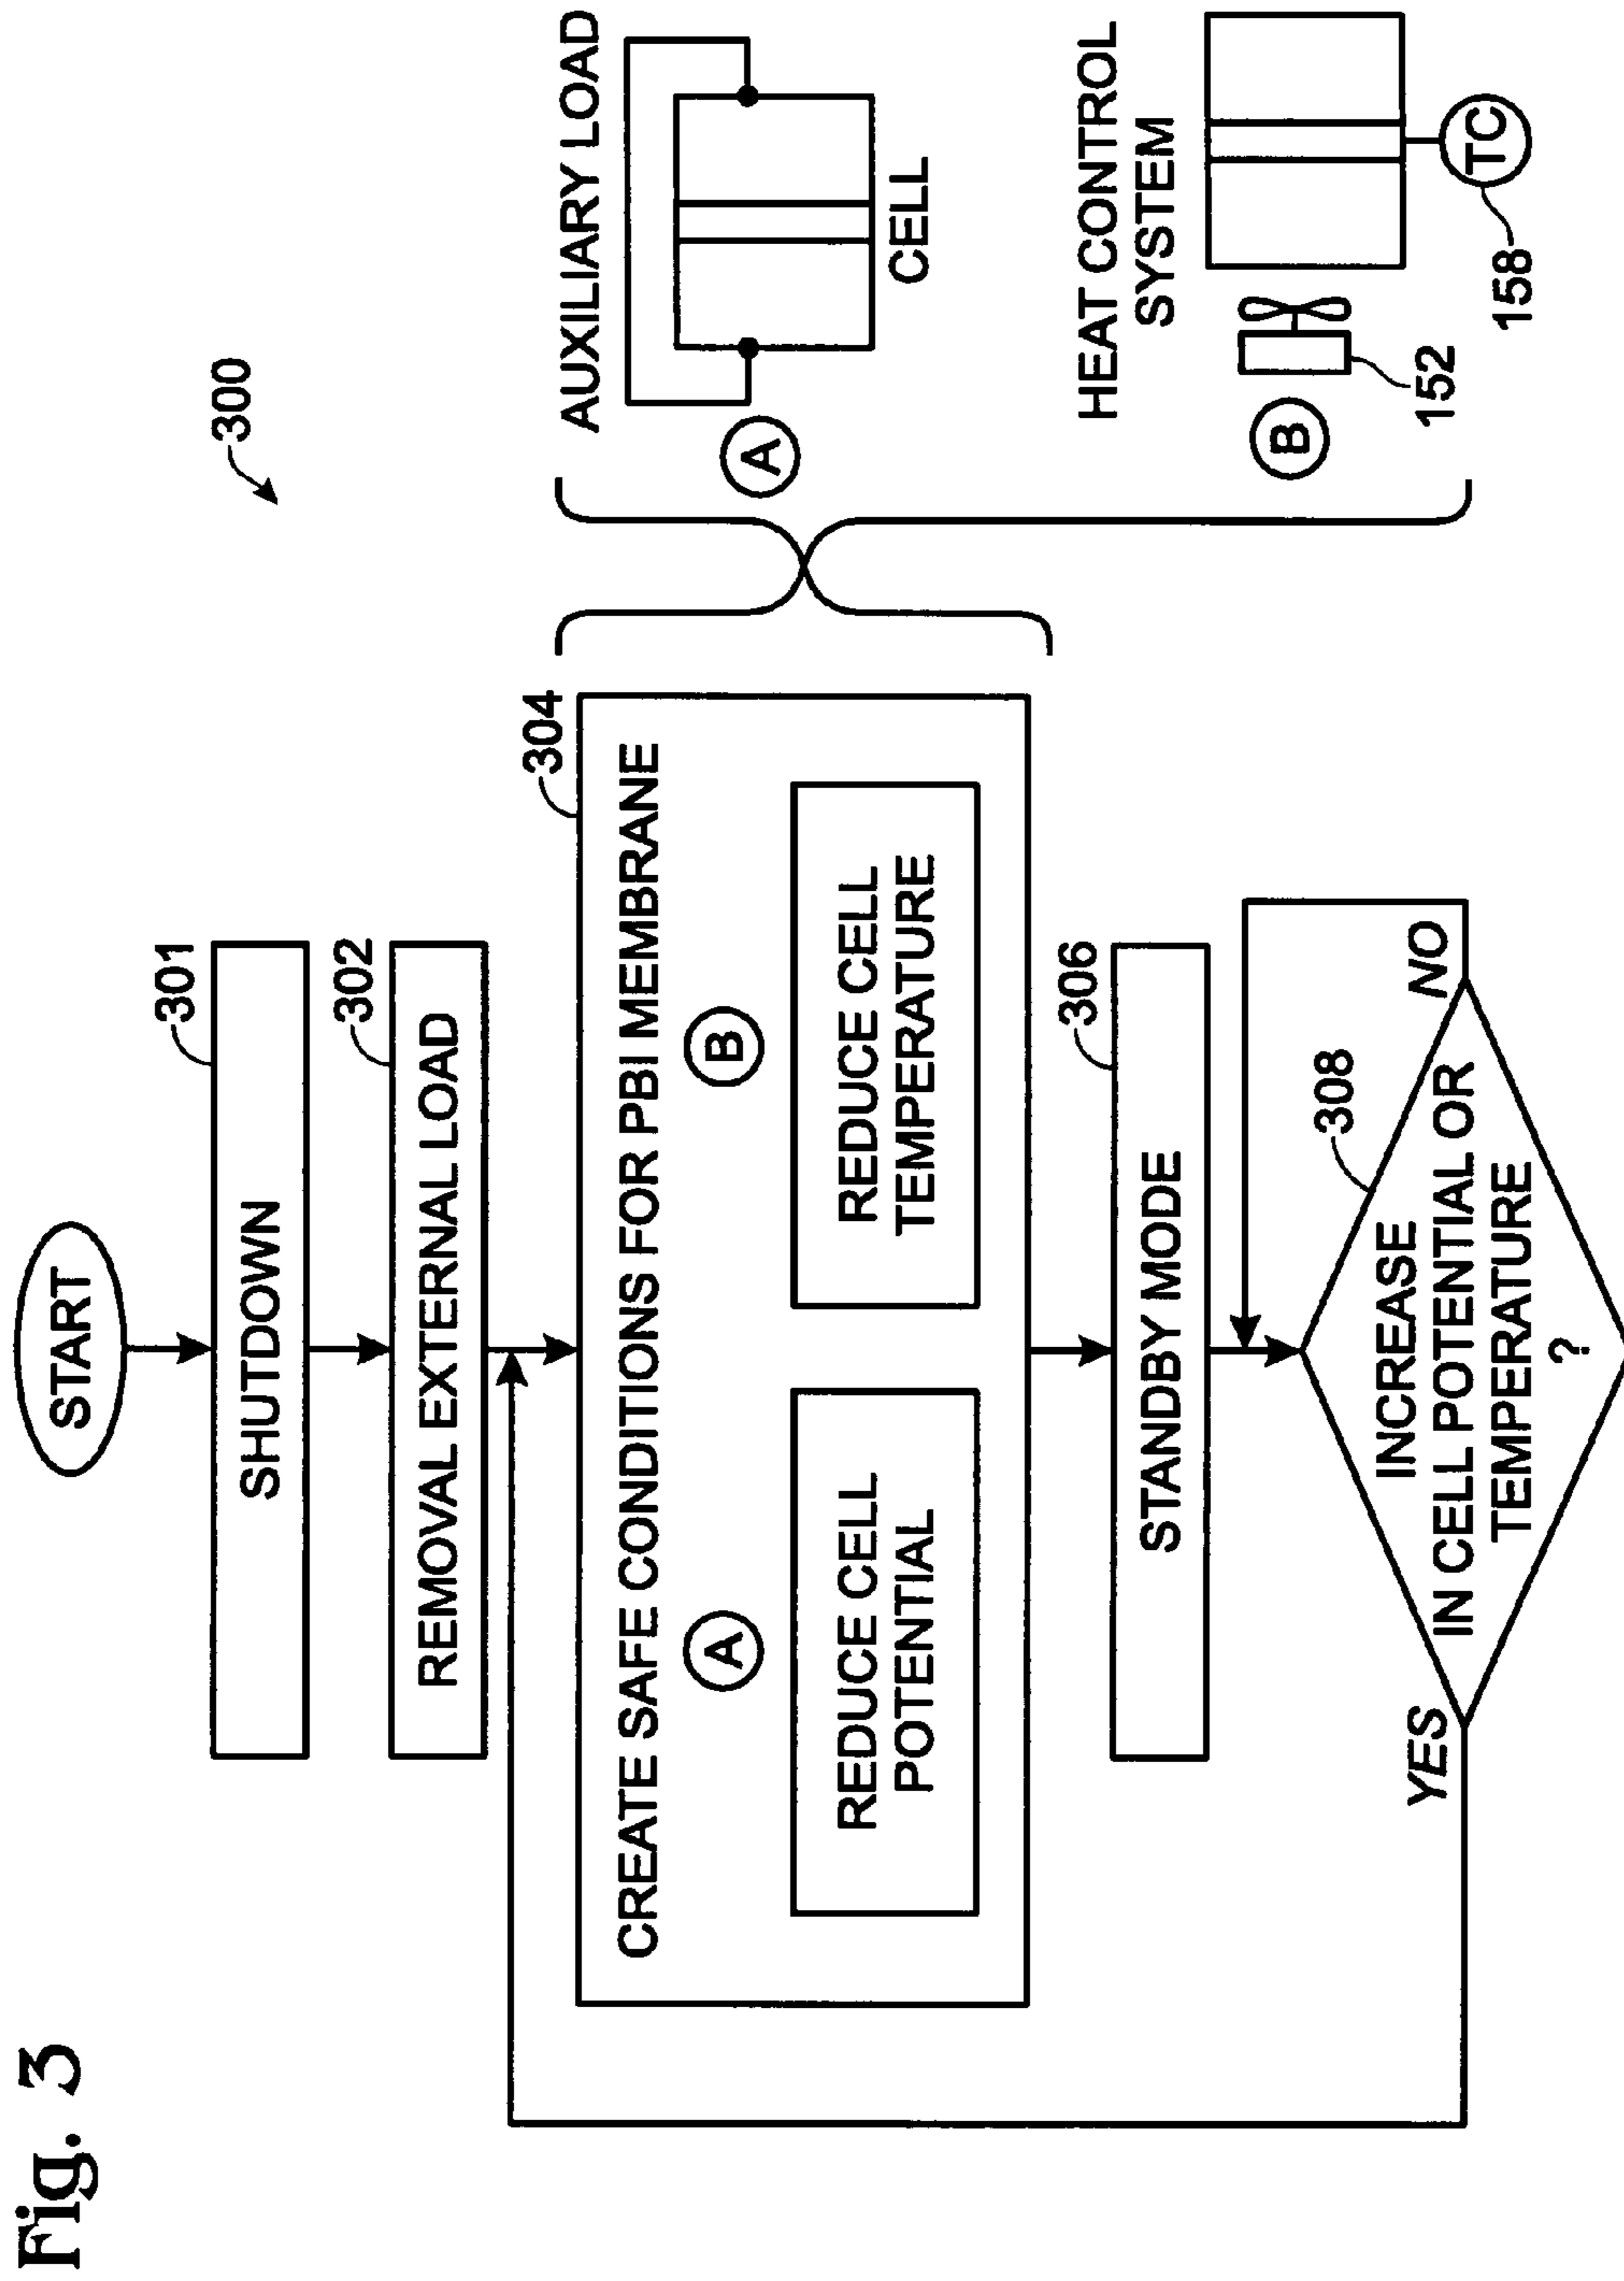 Fig. 3
300
START
301
SHUTDOWN
302
REMOVAL EXTERNAL LOAD
304
CREATE SAFE CONDITIONS FOR PBI MEMBRANE
A
B
REDUCE CELL
POTENTIAL
REDUCE CELL
TEMPERATURE
306
STANDBY MODE
308
INCREASE
IN CELL POTENTIAL OR
TEMPERATURE
?
YES
NO
AUXILIARY LOAD
A
CELL
HEAT CONTROL
SYSTEM
B
152
TC
158